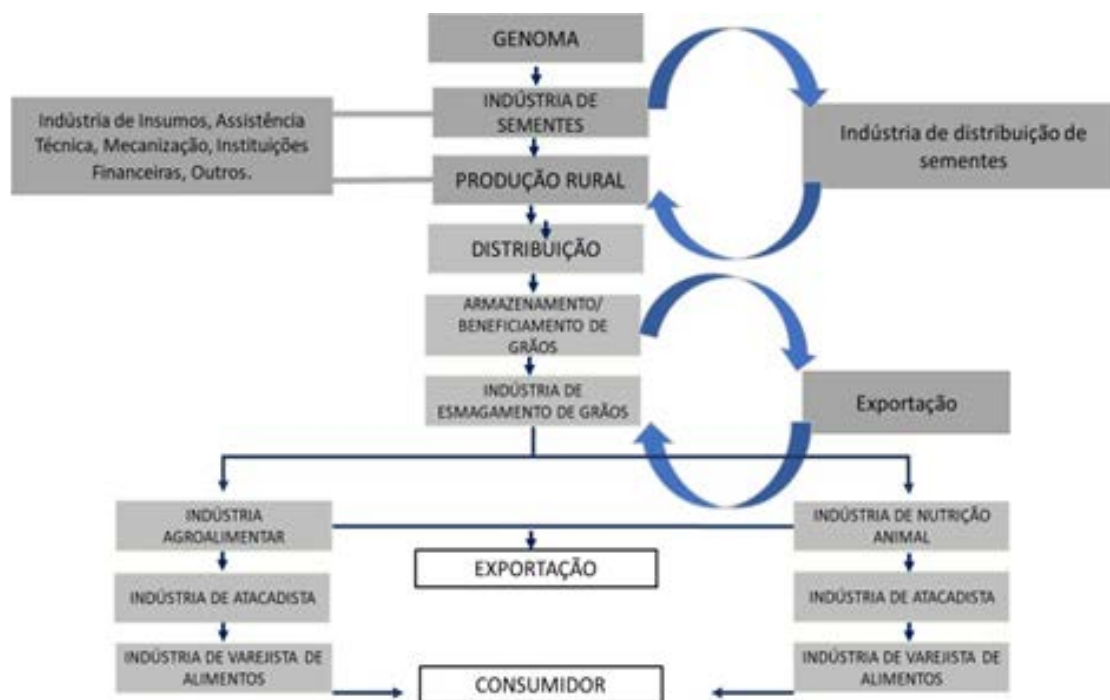 GENOMA
INDÚSTRIA DE
SEMENTES
Indústria de Insumos, Assistência
Técnica, Mecanização, Instituições
Financeiras, Outros.
Indústria de distribuição de
sementes
PRODUÇÃO RURAL
DISTRIBUIÇÃO
ARMAZENAMENTO/
BENEFICIAMENTO DE
GRÃOS
INDÚSTRIA DE
ESMAGAMENTO DE GRÃOS
Exportação
INDÚSTRIA
AGROALIMENTAR
INDÚSTRIA DE NUTRIÇÃO
ANIMAL
EXPORTAÇÃO
INDÚSTRIA DE ATACADISTA
INDÚSTRIA DE ATACADISTA
INDÚSTRIA DE VAREJISTA DE
ALIMENTOS
INDÚSTRIA DE VAREJISTA DE
ALIMENTOS
CONSUMIDOR